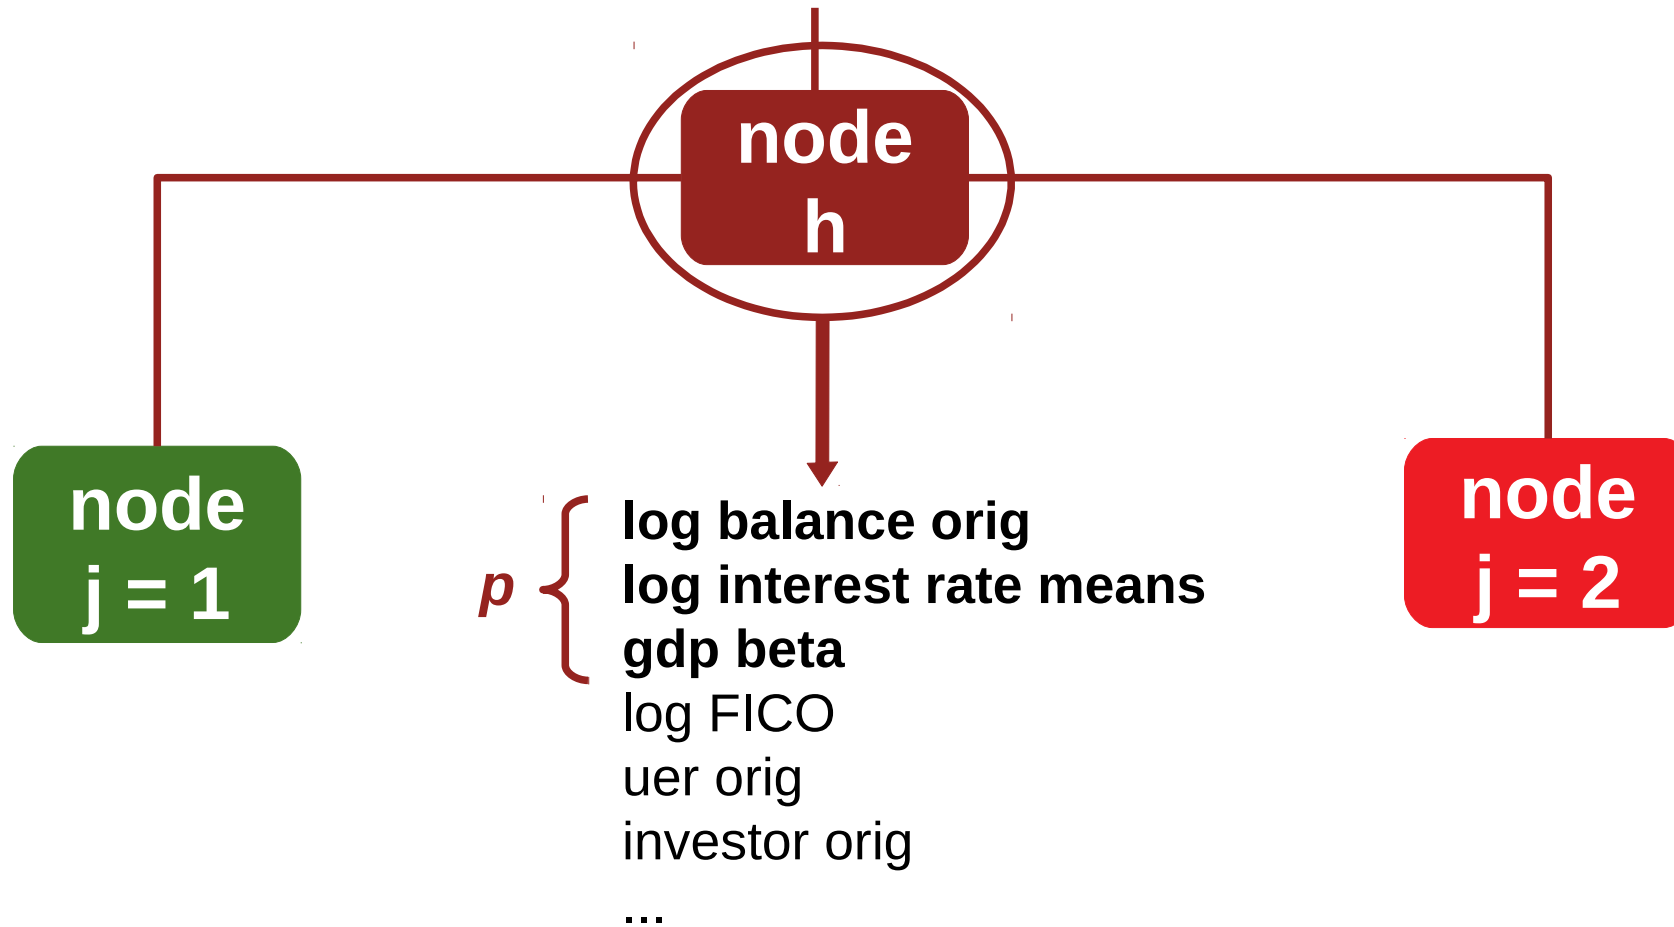 node
h
node
j = 1
node
j = 2
p
log balance orig
log interest rate means
gdp beta
log FICO
uer orig
investor orig
...